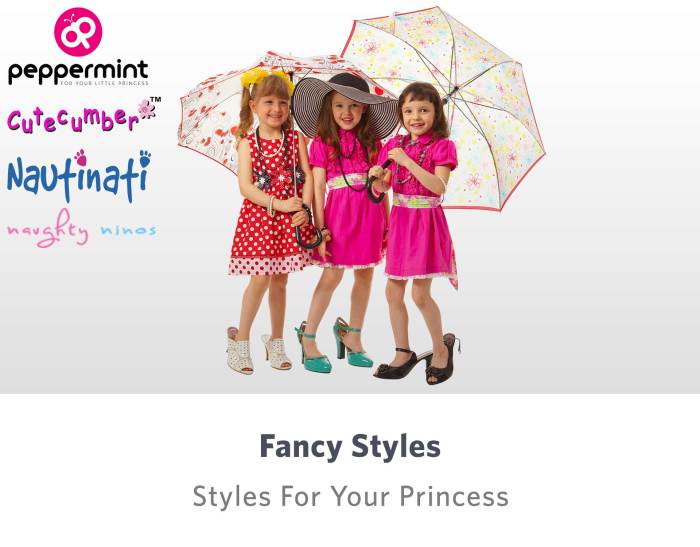 peppermint
FOR YOUR LITTLE PRINCESS
Cutecumber™
Nautinati
naughty ninos
Fancy Styles
Styles For Your Princess